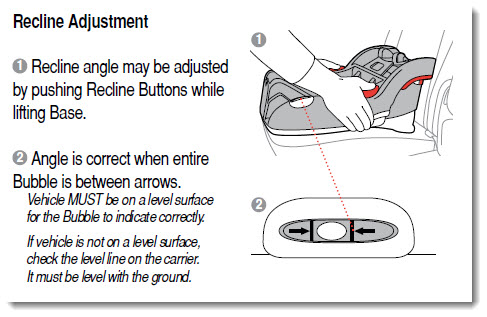 Recline Adjustment
1 Recline angle may be adjusted
by pushing Recline Buttons while
lifting Base.
2 Angle is correct when entire
Bubble is between arrows.
Vehicle MUST be on a level surface
for the Bubble to indicate correctly.
If vehicle is not on a level surface,
check the level line on the carrier.
It must be level with the ground.
1
2